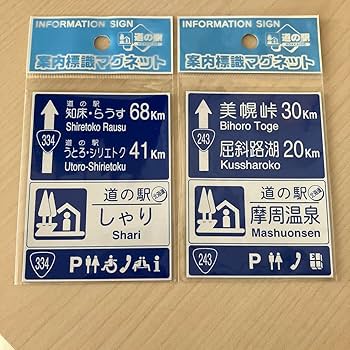 INFORMATION SIGN
道の駅
案内標識マグネット
道の駅
知床・らうす 68Km
Shiretoko Rausu
334
道の駅
うとろ・シリエトク 41Km
Utoro-Shirietoku
道の駅
しゃり
Shari
334
P
i
INFORMATION SIGN
道の駅
案内標識マグネット
美幌峠 30Km
Bihoro Toge
243
屈斜路湖 20Km
Kussharoko
道の駅
摩周温泉
Mashuonsen
243
P